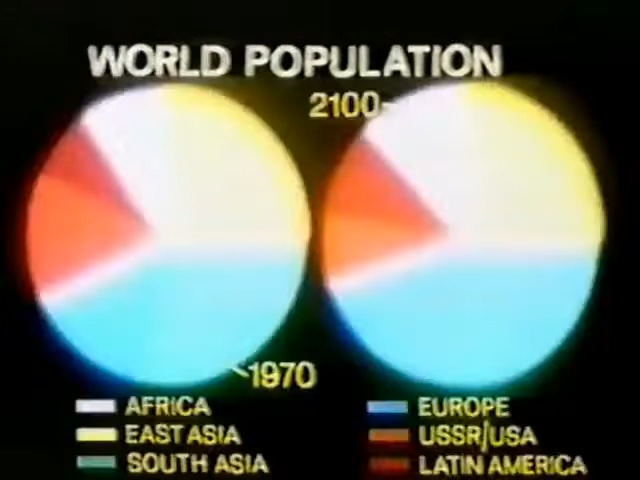 WORLD POPULATION
2100
1970
AFRICA
EAST ASIA
SOUTH ASIA
EUROPE
USSR/USA
LATIN AMERICA